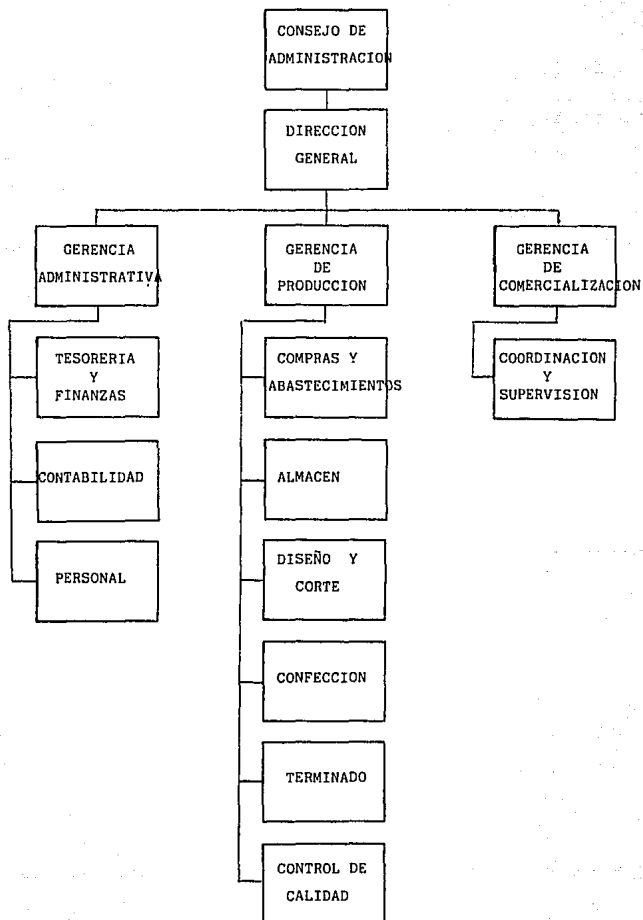 CONSEJO DE
ADMINISTRACION
DIRECCION
GENERAL
GERENCIA
ADMINISTRATIVA
TESORERIA
Y
FINANZAS
CONTABILIDAD
PERSONAL
GERENCIA
DE
PRODUCCION
COMPRAS Y
ABASTECIMIENTOS
ALMACEN
DISEÑO Y
CORTE
CONFECCION
TERMINADO
CONTROL DE
CALIDAD
GERENCIA
DE
COMERCIALIZACION
COORDINACION
Y
SUPERVISION